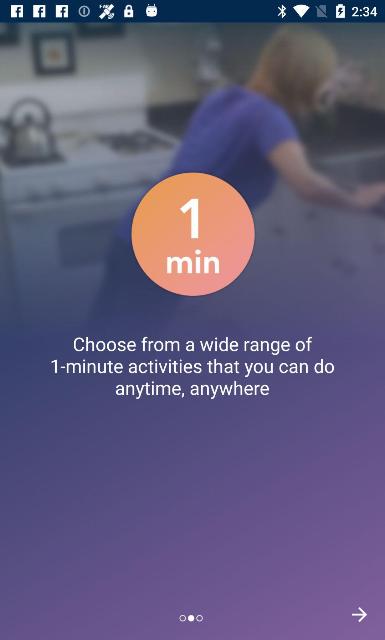 2:34
1
min
Choose from a wide range of
1-minute activities that you can do
anytime, anywhere